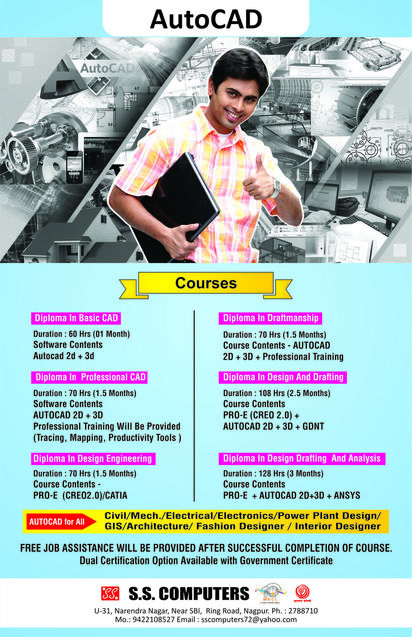 AutoCAD
AutoCAD
Courses
Diploma In Basic CAD
Duration : 60 Hrs (01 Month)
Software Contents
Autocad 2d + 3d
Diploma In Professional CAD
Duration : 70 Hrs (1.5 Months)
Software Contents
AUTOCAD 2D + 3D
Professional Training Will Be Provided
(Tracing, Mapping, Productivity Tools )
Diploma In Design Engineering
Duration : 70 Hrs (1.5 Months)
Course Contents -
PRO-E (CREO2.0)/CATIA
Diploma In Draftmanship
Duration : 70 Hrs (1.5 Months)
Course Contents - AUTOCAD
2D + 3D + Professional Training
Diploma In Design And Drafting
Duration : 108 Hrs (2.5 Months)
Course Contents
PRO-E (CREO 2.0) +
AUTOCAD 2D + 3D + GDNT
Diploma In Design Drafting And Analysis
Duration : 128 Hrs (3 Months)
Course Contents
PRO-E + AUTOCAD 2D+3D + ANSYS
AUTOCAD for All
Civil/Mech./Electrical/Electronics/Power Plant Design/
GIS/Architecture/ Fashion Designer / Interior Designer
FREE JOB ASSISTANCE WILL BE PROVIDED AFTER SUCCESSFUL COMPLETION OF COURSE.
Dual Certification Option Available with Government Certificate
S.S. COMPUTERS
U-31, Narendra Nagar, Near SBI, Ring Road, Nagpur. Ph. : 2788710
Mo.: 9422108527 Email : sscomputers72@yahoo.com